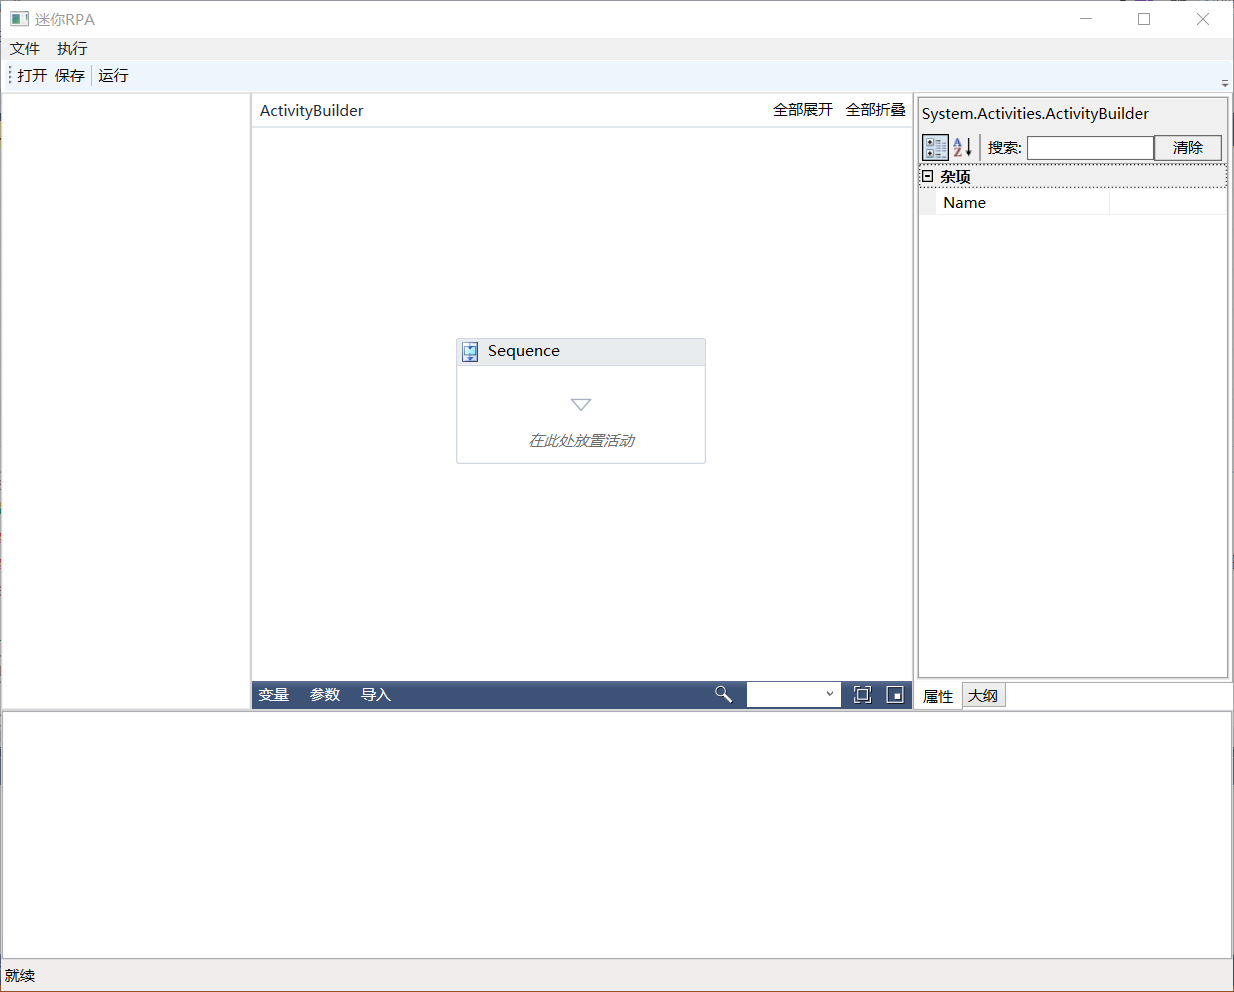 迷你RPA
文件 执行
打开 保存 运行
ActivityBuilder 全部展开 全部折叠
System.Activities.ActivityBuilder
搜索: 清除
杂项
Name
Sequence
在此处放置活动
变量 参数 导入
属性 大纲
就续